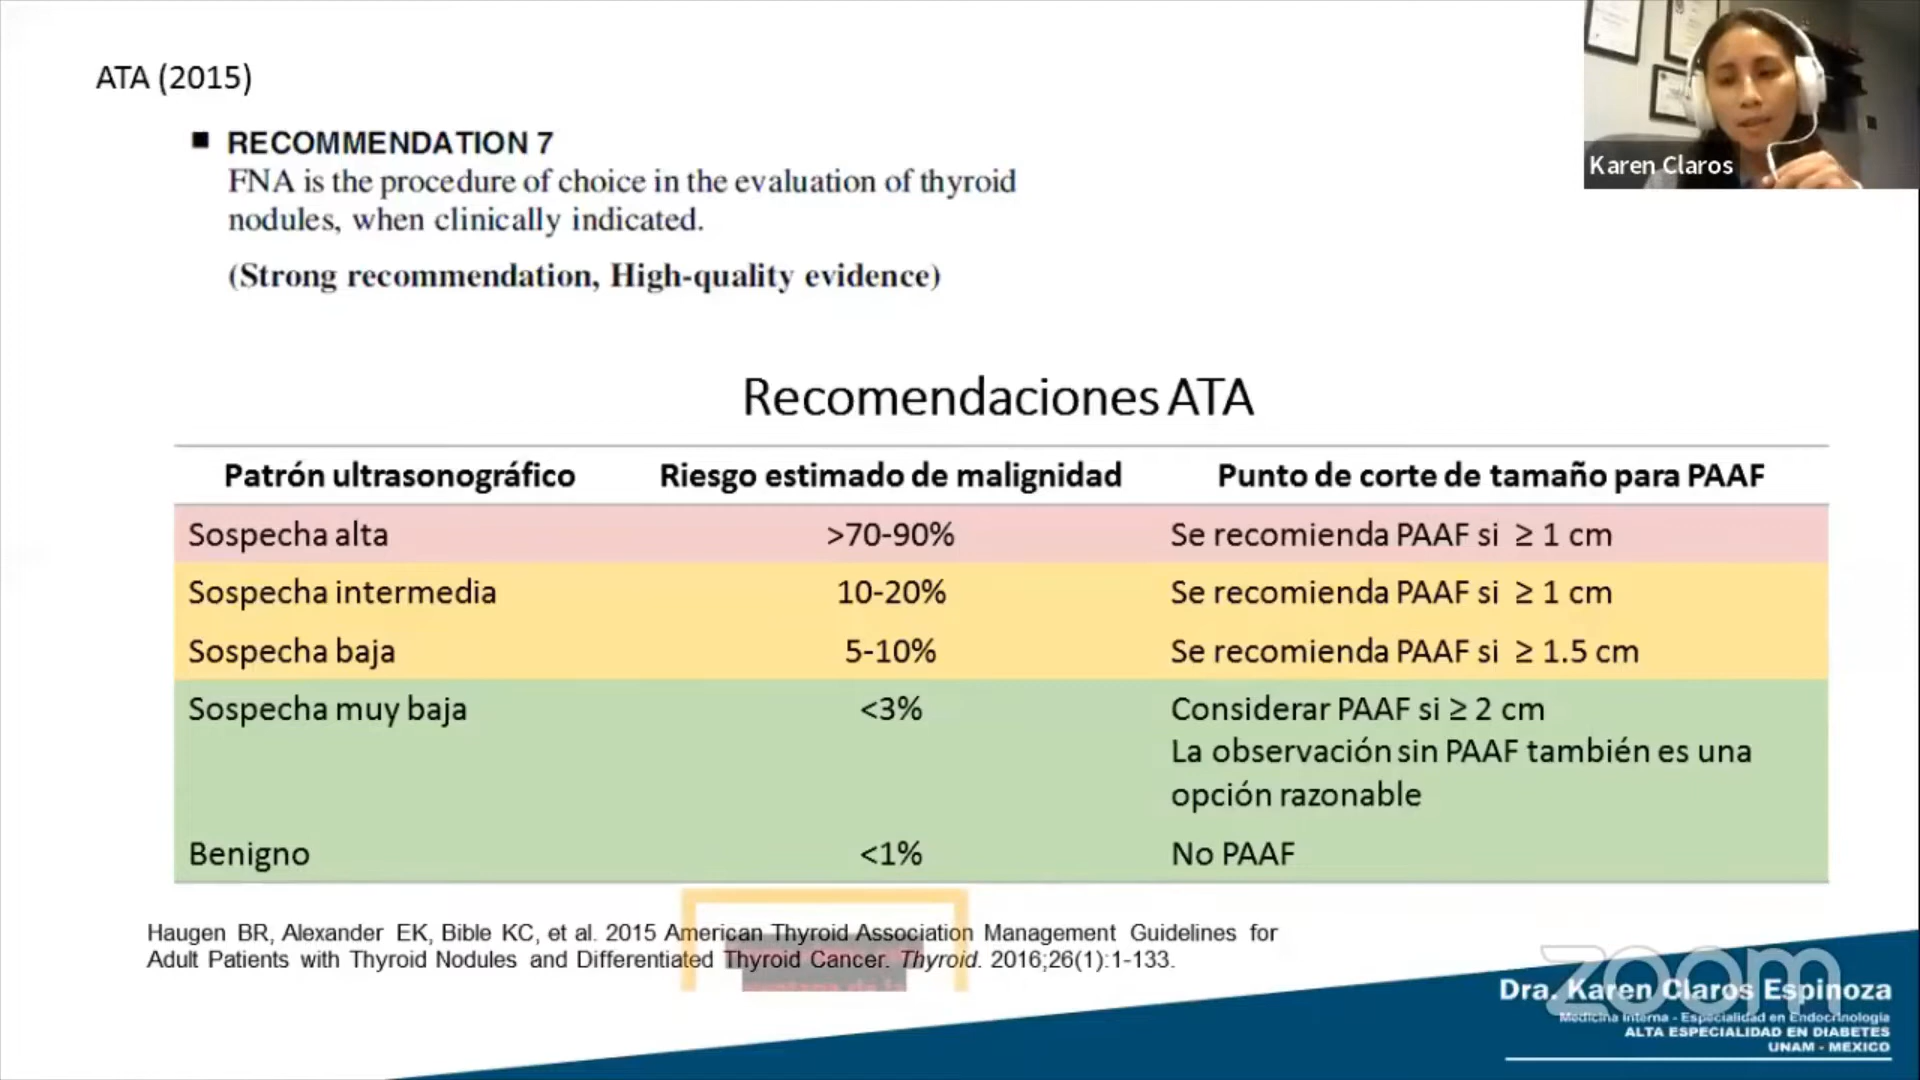 ATA (2015)
■ RECOMMENDATION 7
FNA is the procedure of choice in the evaluation of thyroid
nodules, when clinically indicated.
(Strong recommendation, High-quality evidence)
Karen Claros
Recomendaciones ATA
Patrón ultrasonográfico Riesgo estimado de malignidad Punto de corte de tamaño para PAAF
Sospecha alta >70-90% Se recomienda PAAF si ≥ 1 cm
Sospecha intermedia 10-20% Se recomienda PAAF si ≥ 1 cm
Sospecha baja 5-10% Se recomienda PAAF si ≥ 1.5 cm
Sospecha muy baja <3% Considerar PAAF si ≥ 2 cm
La observación sin PAAF también es una
opción razonable
Benigno <1% No PAAF
Haugen BR, Alexander EK, Bible KC, et al. 2015 American Thyroid Association Management Guidelines for
Adult Patients with Thyroid Nodules and Differentiated Thyroid Cancer. Thyroid. 2016;26(1):1-133.
zoom
Dra. Karen Claros Espinoza
Medicina Interna - Especialidad en Endocrinología
ALTA ESPECIALIDAD EN DIABETES
UNAM - MEXICO